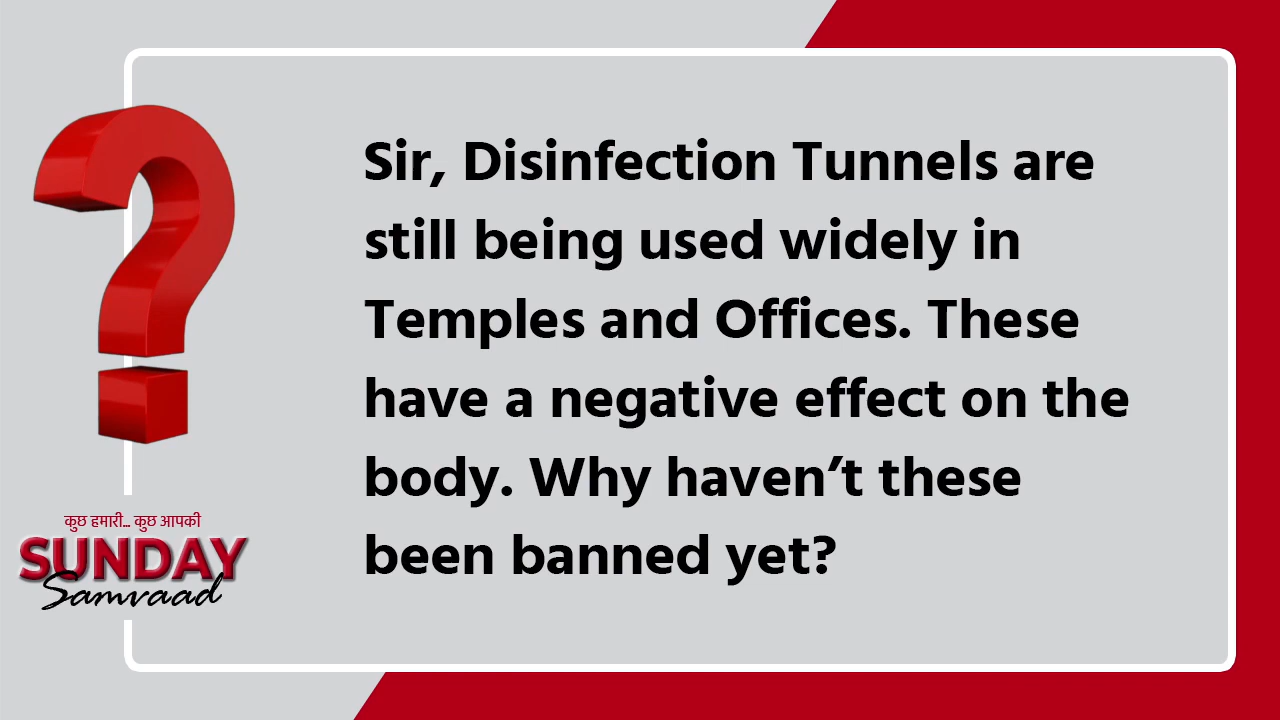 Sir, Disinfection Tunnels are
still being used widely in
Temples and Offices. These
have a negative effect on the
body. Why haven’t these
been banned yet?
कुछ हमारी... कुछ आपकी
SUNDAY
Samvaad